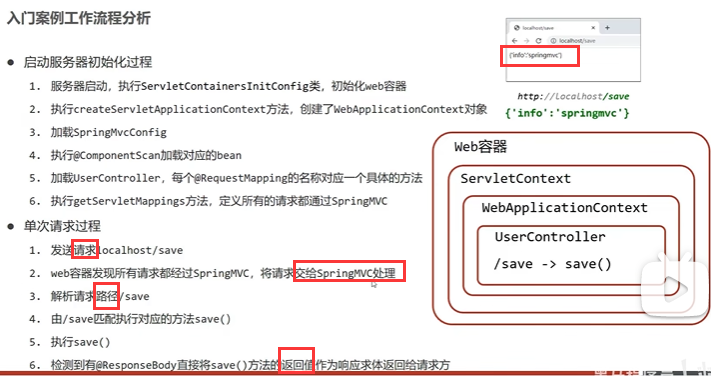 入门案例工作流程分析
启动服务器初始化过程
1. 服务器启动，执行ServletContainersInitConfig类，初始化web容器
2. 执行createServletApplicationContext方法，创建了WebApplicationContext对象
3. 加载SpringMvcConfig
4. 执行@ComponentScan加载对应的bean
5. 加载UserController，每个@RequestMapping的名称对应一个具体的方法
6. 执行getServletMappings方法，定义所有的请求都通过SpringMVC
单次请求过程
1. 发送请求localhost/save
2. web容器发现所有请求都经过SpringMVC，将请求交给SpringMVC处理
3. 解析请求路径/save
4. 由/save匹配执行对应的方法save()
5. 执行save()
6. 检测到有@ResponseBody直接将save()方法的返回值作为响应求体返回给请求方
localhost/save
localhost/save
{'info':'springmvc'}
http://localhost/save
{'info':'springmvc'}
Web容器
ServletContext
WebApplicationContext
UserController
/save -> save()